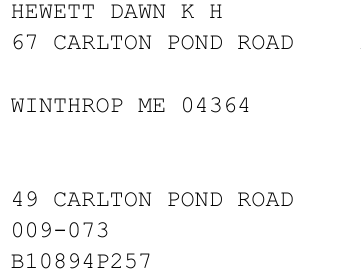 HEWETT DAWN K H
67 CARLTON POND ROAD
WINTHROP ME 04364
49 CARLTON POND ROAD
009-073
B10894P257